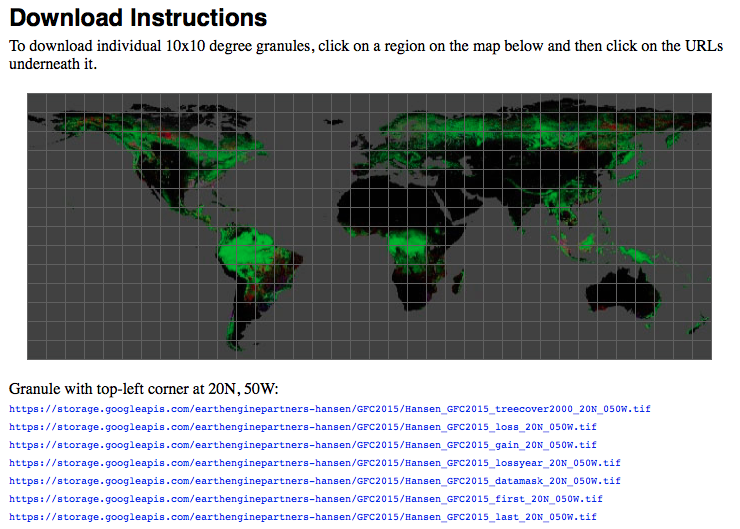 Download Instructions
To download individual 10x10 degree granules, click on a region on the map below and then click on the URLs
underneath it.
Granule with top-left corner at 20N, 50W:
https://storage.googleapis.com/earthenginepartners-hansen/GFC2015/Hansen_GFC2015_treecover2000_20N_050W.tif
https://storage.googleapis.com/earthenginepartners-hansen/GFC2015/Hansen_GFC2015_loss_20N_050W.tif
https://storage.googleapis.com/earthenginepartners-hansen/GFC2015/Hansen_GFC2015_gain_20N_050W.tif
https://storage.googleapis.com/earthenginepartners-hansen/GFC2015/Hansen_GFC2015_lossyear_20N_050W.tif
https://storage.googleapis.com/earthenginepartners-hansen/GFC2015/Hansen_GFC2015_datamask_20N_050W.tif
https://storage.googleapis.com/earthenginepartners-hansen/GFC2015/Hansen_GFC2015_first_20N_050W.tif
https://storage.googleapis.com/earthenginepartners-hansen/GFC2015/Hansen_GFC2015_last_20N_050W.tif